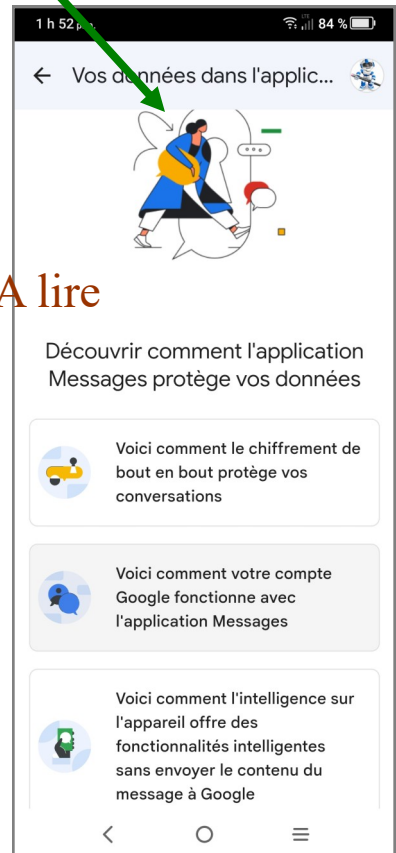 1 h 52 p.m. LTE 84 %
Vos données dans l'applic...
A lire
Découvrir comment l'application
Messages protège vos données
Voici comment le chiffrement de
bout en bout protège vos
conversations
Voici comment votre compte
Google fonctionne avec
l'application Messages
Voici comment l'intelligence sur
l'appareil offre des
fonctionnalités intelligentes
sans envoyer le contenu du
message à Google